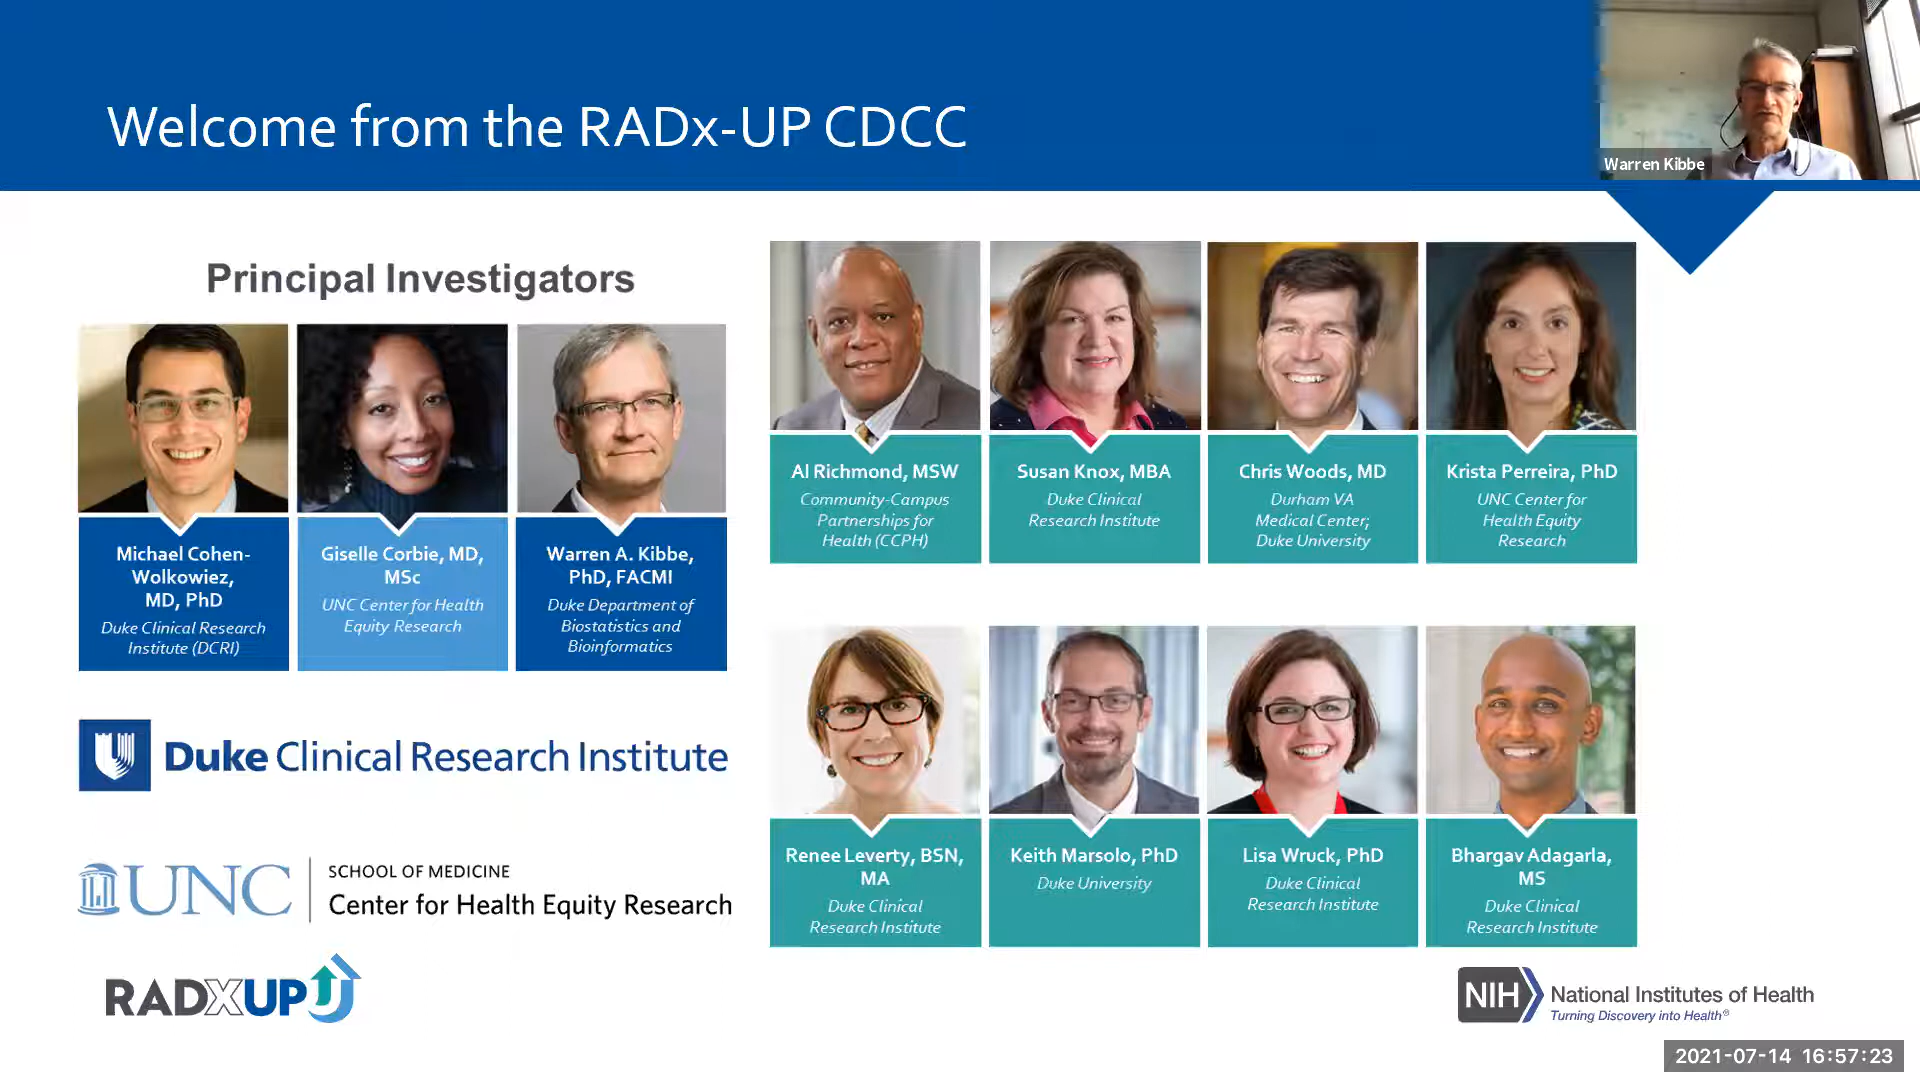 Welcome from the RADx-UP CDCC
Warren Kibbe
Principal Investigators
Michael Cohen-
Wolkowiez,
MD, PhD
Duke Clinical Research
Institute (DCRI)
Giselle Corbie, MD,
MSc
UNC Center for Health
Equity Research
Warren A. Kibbe,
PhD, FACMI
Duke Department of
Biostatistics and
Bioinformatics
Al Richmond, MSW
Community-Campus
Partnerships for
Health (CCPH)
Susan Knox, MBA
Duke Clinical
Research Institute
Chris Woods, MD
Durham VA
Medical Center;
Duke University
Krista Perreira, PhD
UNC Center for
Health Equity
Research
Renee Leverty, BSN,
MA
Duke Clinical
Research Institute
Keith Marsolo, PhD
Duke University
Lisa Wruck, PhD
Duke Clinical
Research Institute
Bhargav Adagarla,
MS
Duke Clinical
Research Institute
Duke Clinical Research Institute
UNC
SCHOOL OF MEDICINE
Center for Health Equity Research
RADXUP
NIH
National Institutes of Health
Turning Discovery into Health®
2021-07-14 16:57:23